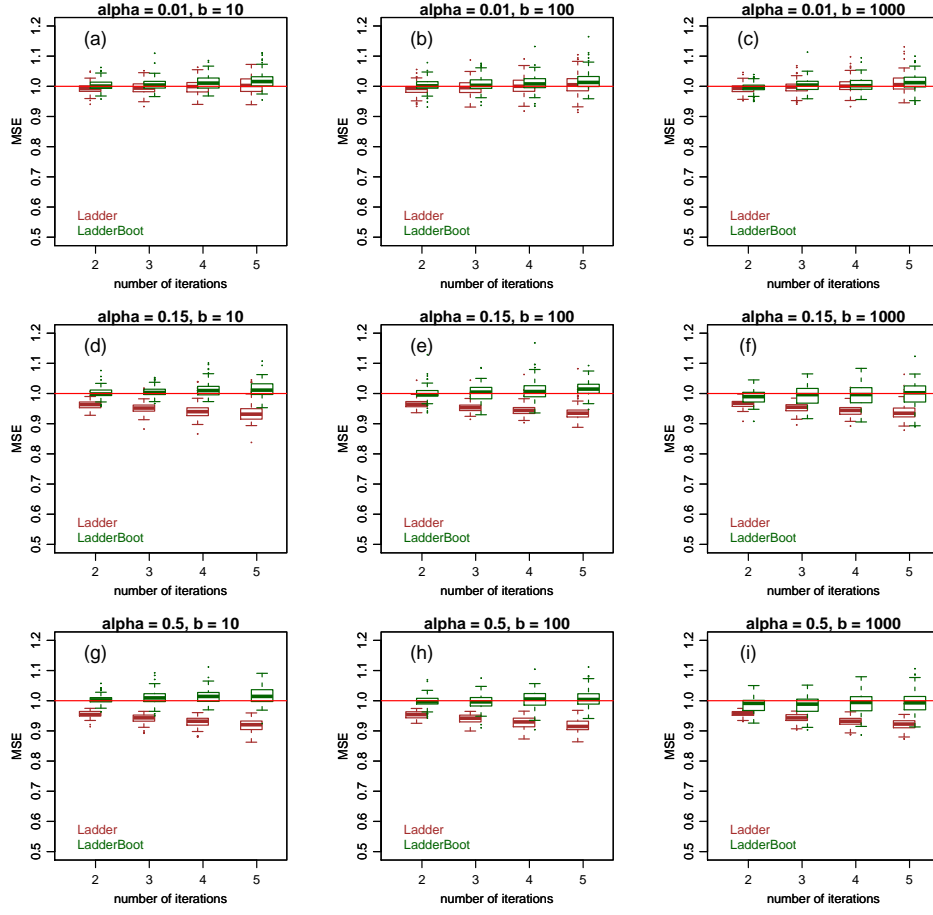 alpha = 0.01, b = 10
(a)
MSE
0.5 0.6 0.7 0.8 0.9 1.0 1.1 1.2
Ladder
LadderBoot
2 3 4 5
number of iterations
alpha = 0.01, b = 100
(b)
MSE
0.5 0.6 0.7 0.8 0.9 1.0 1.1 1.2
Ladder
LadderBoot
2 3 4 5
number of iterations
alpha = 0.01, b = 1000
(c)
MSE
0.5 0.6 0.7 0.8 0.9 1.0 1.1 1.2
Ladder
LadderBoot
2 3 4 5
number of iterations
alpha = 0.15, b = 10
(d)
MSE
0.5 0.6 0.7 0.8 0.9 1.0 1.1 1.2
Ladder
LadderBoot
2 3 4 5
number of iterations
alpha = 0.15, b = 100
(e)
MSE
0.5 0.6 0.7 0.8 0.9 1.0 1.1 1.2
Ladder
LadderBoot
2 3 4 5
number of iterations
alpha = 0.15, b = 1000
(f)
MSE
0.5 0.6 0.7 0.8 0.9 1.0 1.1 1.2
Ladder
LadderBoot
2 3 4 5
number of iterations
alpha = 0.5, b = 10
(g)
MSE
0.5 0.6 0.7 0.8 0.9 1.0 1.1 1.2
Ladder
LadderBoot
2 3 4 5
number of iterations
alpha = 0.5, b = 100
(h)
MSE
0.5 0.6 0.7 0.8 0.9 1.0 1.1 1.2
Ladder
LadderBoot
2 3 4 5
number of iterations
alpha = 0.5, b = 1000
(i)
MSE
0.5 0.6 0.7 0.8 0.9 1.0 1.1 1.2
Ladder
LadderBoot
2 3 4 5
number of iterations